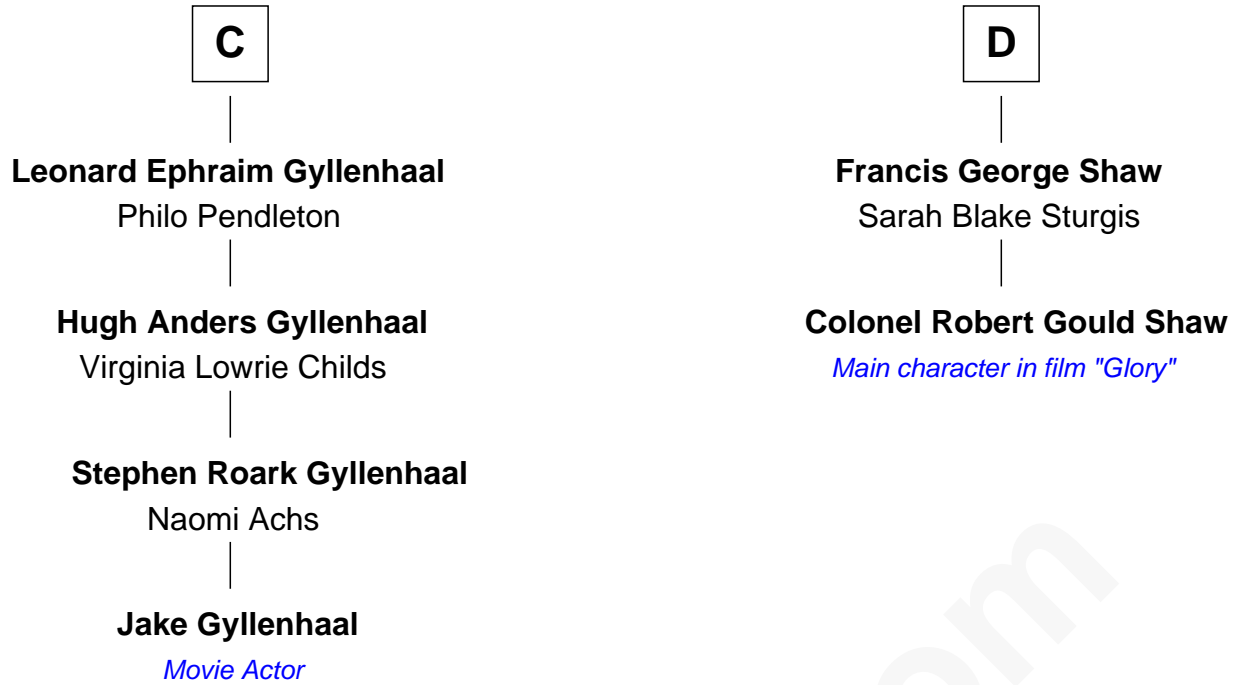 C
Leonard Ephraim Gyllenhaal
Philo Pendleton
Hugh Anders Gyllenhaal
Virginia Lowrie Childs
Stephen Roark Gyllenhaal
Naomi Achs
Jake Gyllenhaal
Movie Actor
D
Francis George Shaw
Sarah Blake Sturgis
Colonel Robert Gould Shaw
Main character in film "Glory"
om